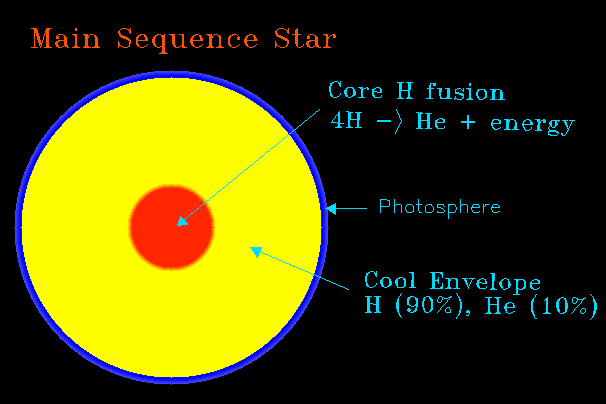 Main Sequence Star
Core H fusion
4H -> He + energy
Photosphere
Cool Envelope
H (90%), He (10%)